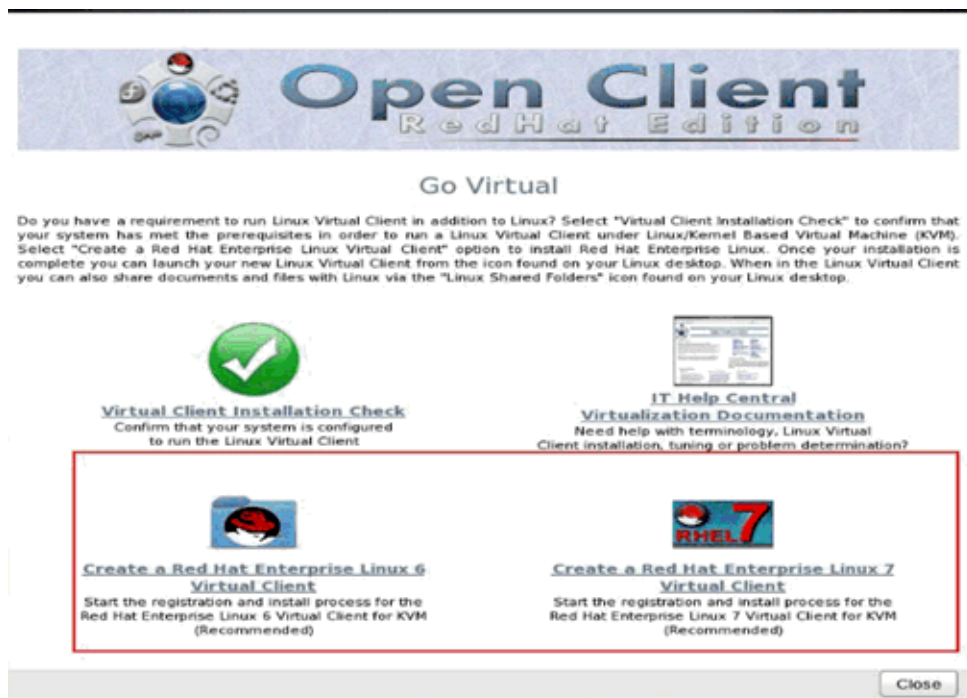 Open Client
RedHat Edition
Go Virtual
Do you have a requirement to run Linux Virtual Client in addition to Linux? Select "Virtual Client Installation Check" to confirm that
your system has met the prerequisites in order to run a Linux Virtual Client under Linux/Kernel Based Virtual Machine (KVM).
Select "Create a Red Hat Enterprise Linux Virtual Client" option to install Red Hat Enterprise Linux. Once your installation is
complete you can launch your new Linux Virtual Client from the icon found on your Linux desktop. When in the Linux Virtual Client
you can also share documents and files with Linux via the "Linux Shared Folders" icon found on your Linux desktop.
Virtual Client Installation Check
Confirm that your system is configured
to run the Linux Virtual Client
IT Help Central
Virtualization Documentation
Need help with terminology, Linux Virtual
Client installation, tuning or problem determination?
Create a Red Hat Enterprise Linux 6
Virtual Client
Start the registration and install process for the
Red Hat Enterprise Linux 6 Virtual Client for KVM
(Recommended)
RHEL 7
Create a Red Hat Enterprise Linux 7
Virtual Client
Start the registration and install process for the
Red Hat Enterprise Linux 7 Virtual Client for KVM
(Recommended)
Close